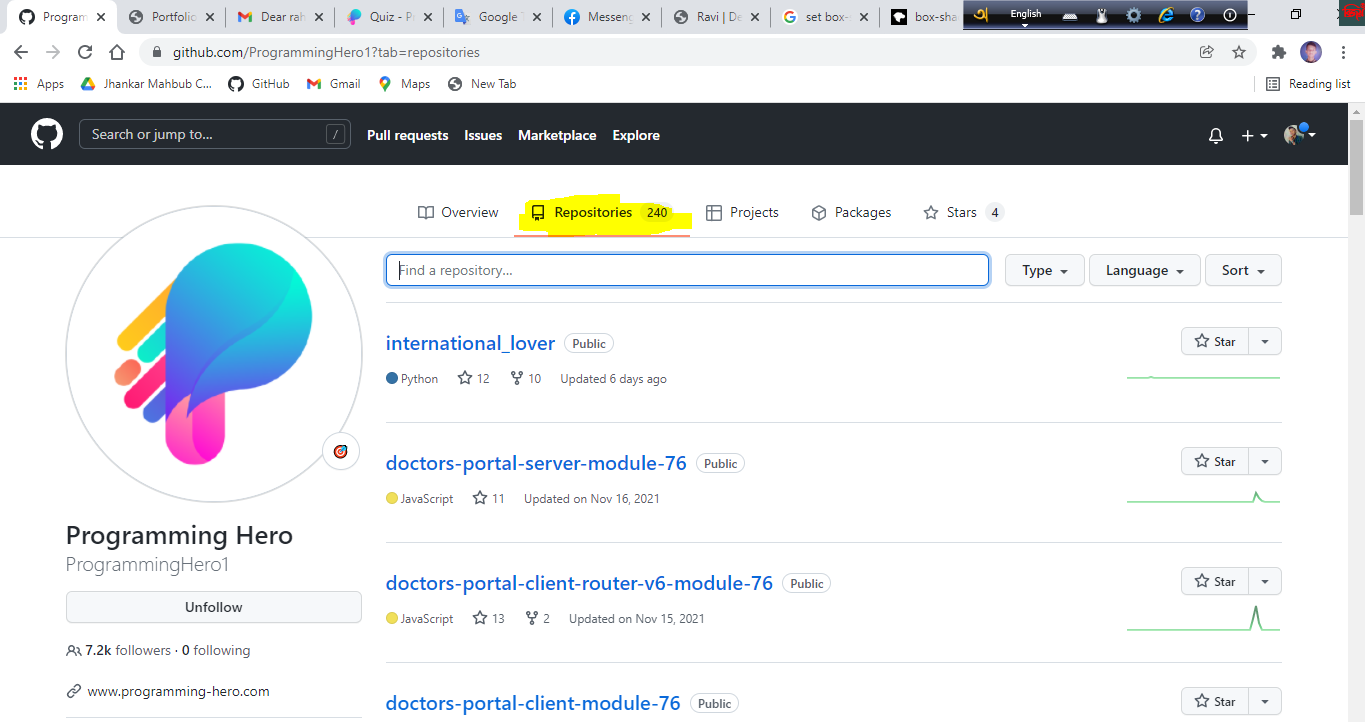 Program
Portfolio
Dear rah
Quiz - P
Google T
Messeng
Ravi | De
set box-
box-sha
English
github.com/ProgrammingHero1?tab=repositories
Apps
Jhankar Mahbub C...
GitHub
Gmail
Maps
New Tab
Reading list
Search or jump to...
/
Pull requests
Issues
Marketplace
Explore
Overview
Repositories 240
Projects
Packages
Stars 4
Find a repository...
Type
Language
Sort
international_lover Public
Star
Python 12 10 Updated 6 days ago
doctors-portal-server-module-76 Public
Star
JavaScript 11 Updated on Nov 16, 2021
Programming Hero
ProgrammingHero1
Unfollow
7.2k followers · 0 following
www.programming-hero.com
doctors-portal-client-router-v6-module-76 Public
Star
JavaScript 13 2 Updated on Nov 15, 2021
doctors-portal-client-module-76 Public
Star